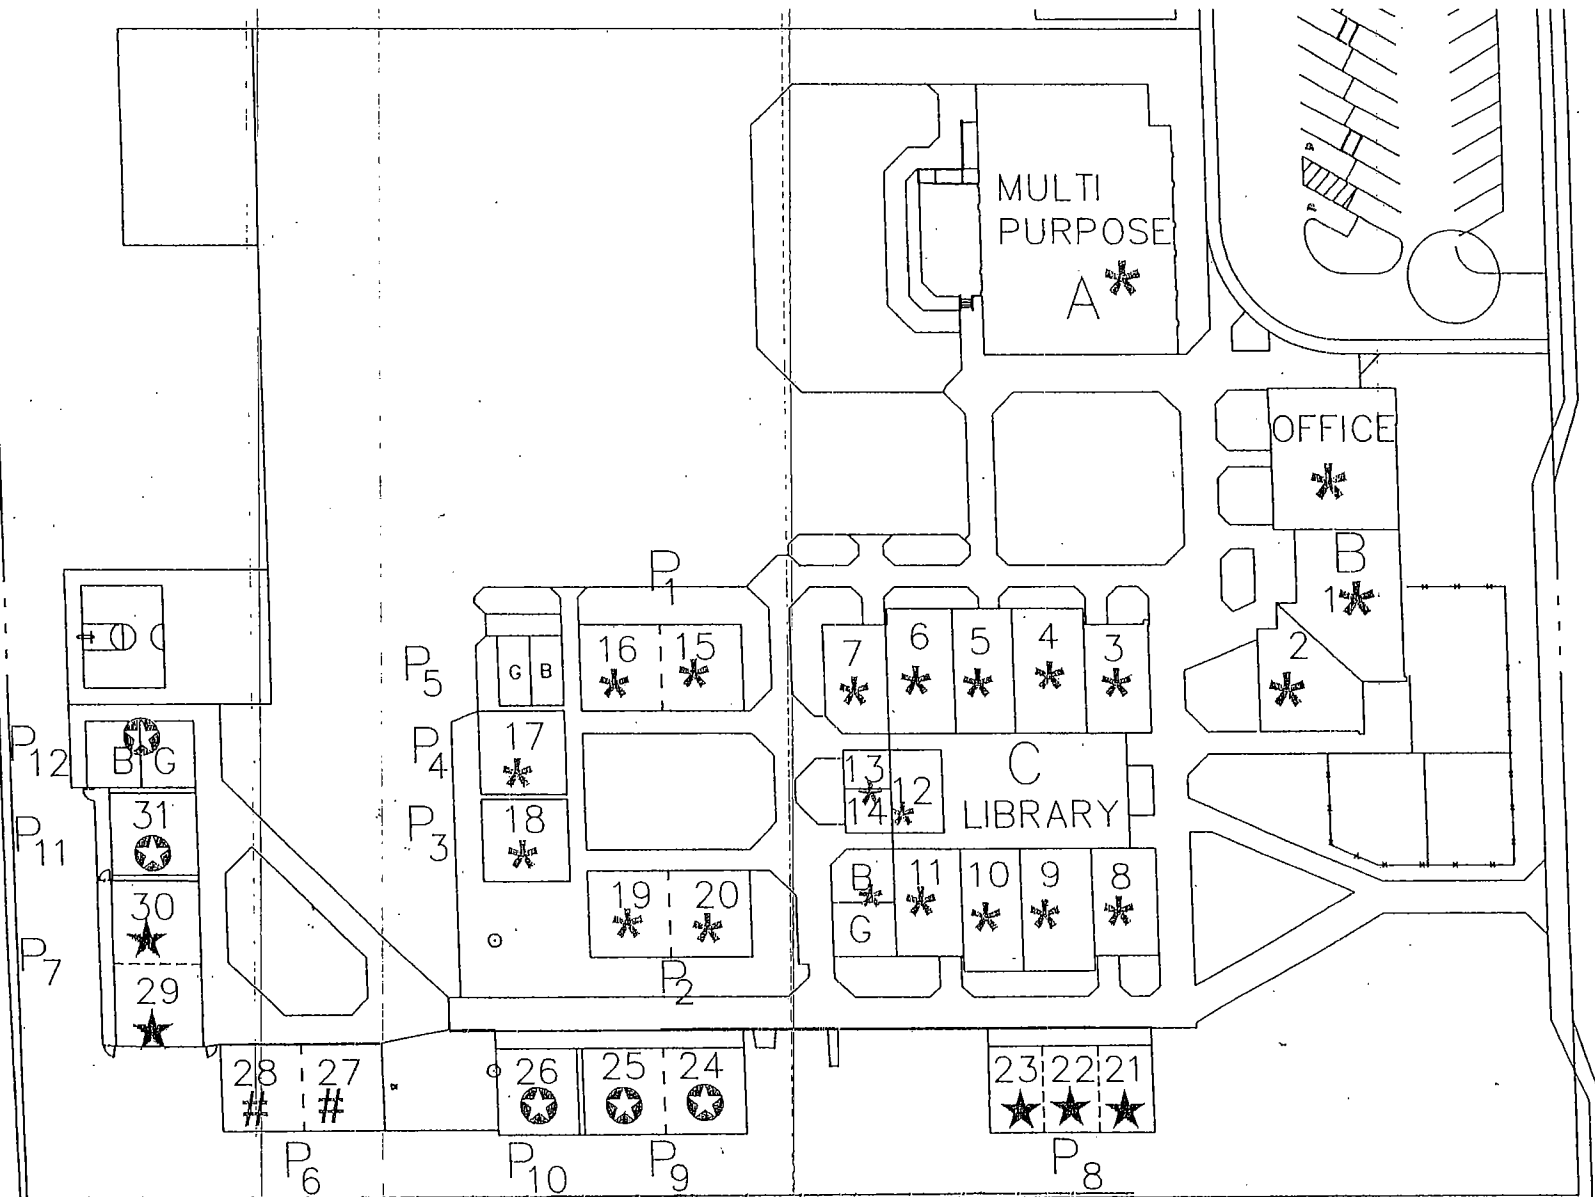 MULTI
PURPOSE
A *
OFFICE
*
B
1 *
P1
2
*
16 15
* *
7 6 5 4 3
* * * * *
P5
G B
P4
17
*
P12
B G
13
*
14
12
*
C
LIBRARY
P3
18
*
P11
31
B
*
G
11 10 9 8
* * * *
19 20
* *
P2
30
★
P7
29
★
28 27
# #
26 25 24
23 22 21
★ ★ ★
P6
P10
P9
P8